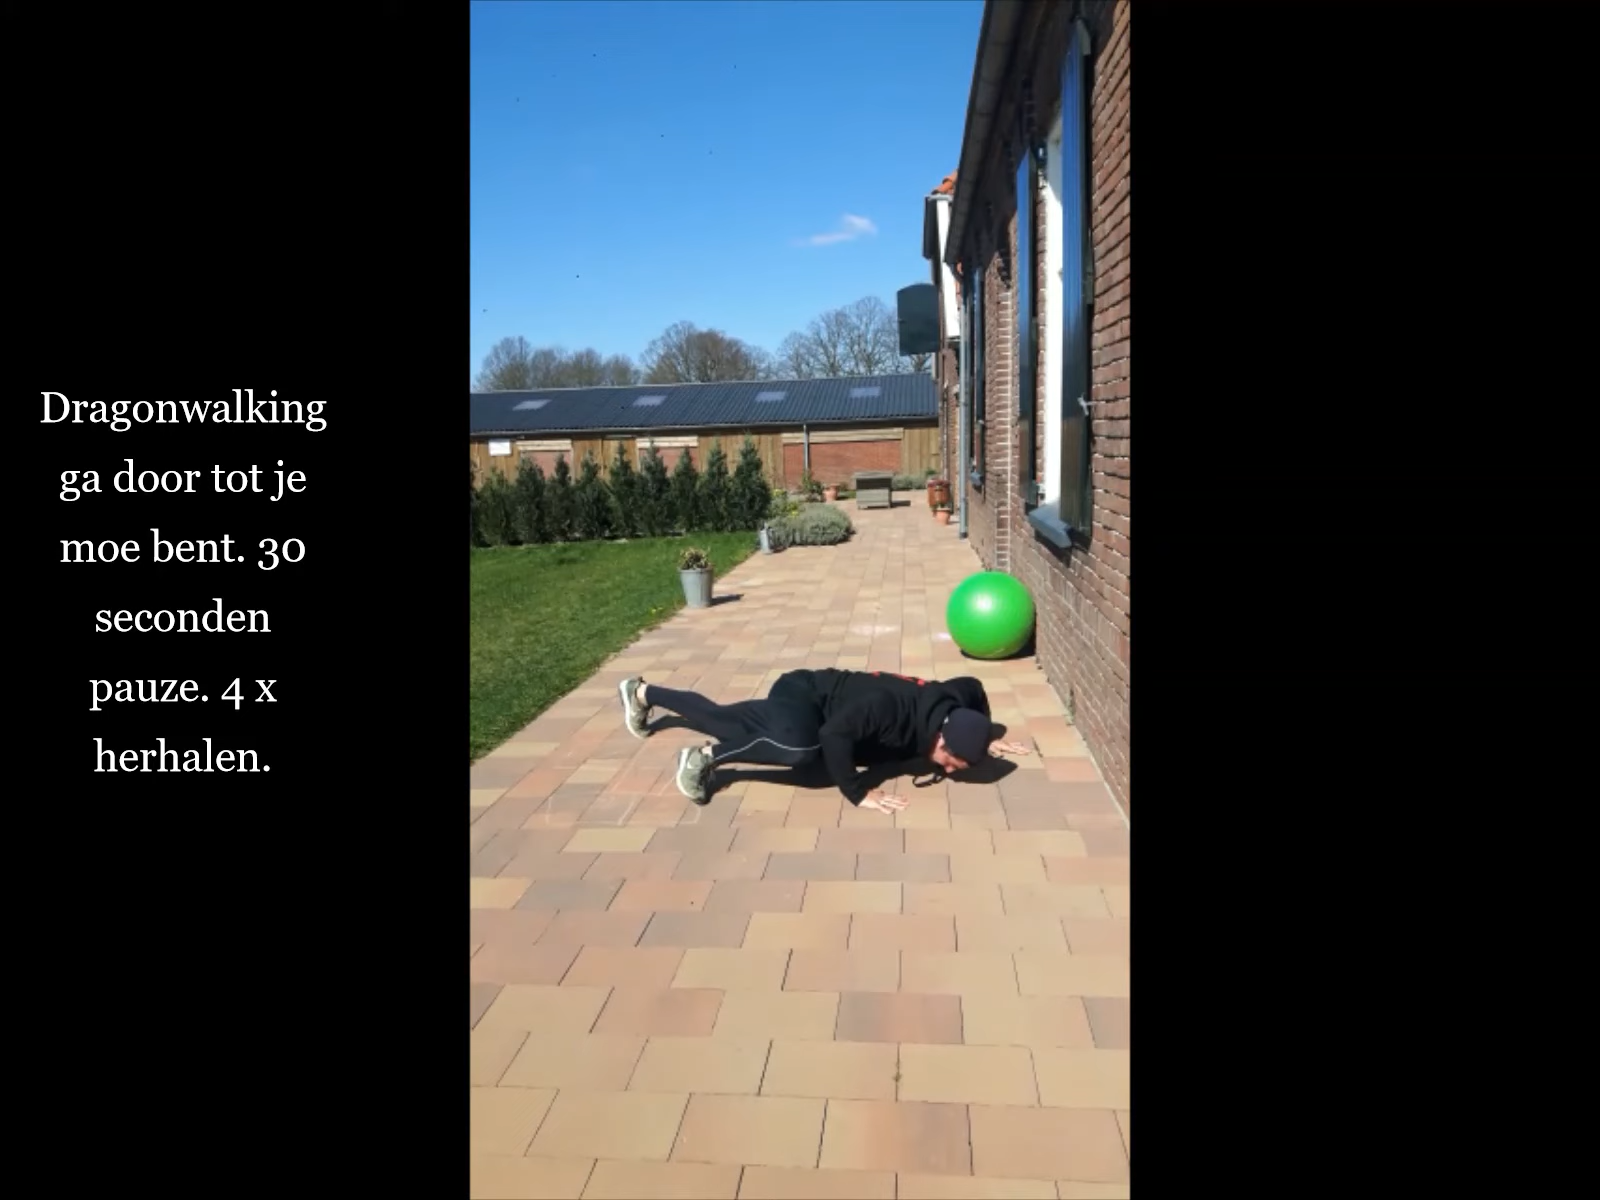 Dragonwalking
ga door tot je
moe bent. 30
seconden
pauze. 4 x
herhalen.